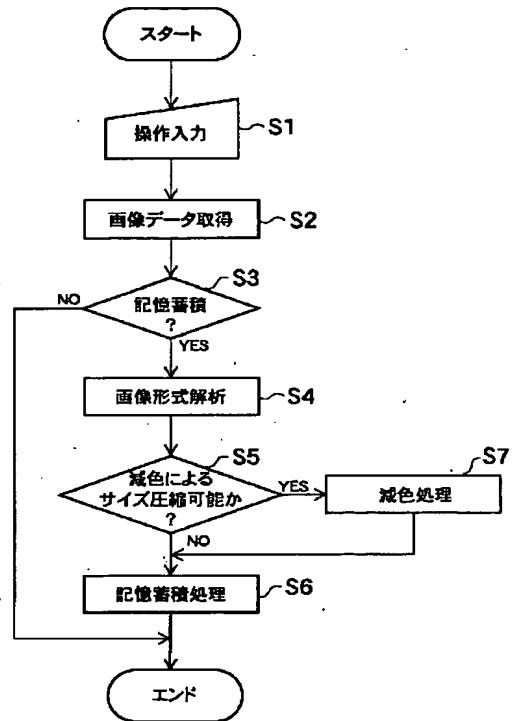 スタート
操作入力
S1
画像データ取得
S2
S3
記憶蓄積
?
NO
YES
画像形式解析
S4
S5
減色による
サイズ圧縮可能か
?
YES
S7
減色処理
NO
記憶蓄積処理
S6
エンド